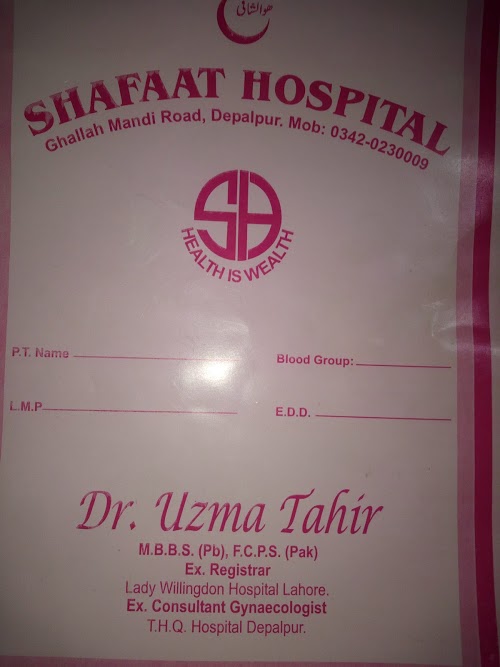 هوالشافی
SHAFAAT HOSPITAL
Ghallah Mandi Road, Depalpur. Mob: 0342-0230009
SH
HEALTH IS WEALTH
P.T. Name
Blood Group:
L.M.P
E.D.D.
Dr. Uzma Tahir
M.B.B.S. (Pb), F.C.P.S. (Pak)
Ex. Registrar
Lady Willingdon Hospital Lahore.
Ex. Consultant Gynaecologist
T.H.Q. Hospital Depalpur.